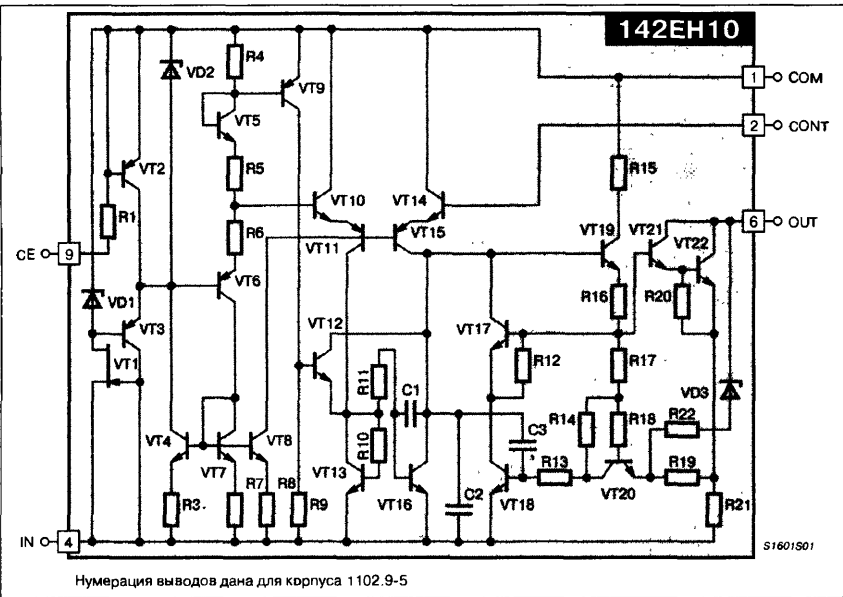 142ЕН10
R4
VD2
VT9
1
COM
VT5
2
CONT
VT2
R5
R15
VT10
VT14
R1
VT19
VT21
6
OUT
R6
VT15
VT22
CE
9
VT11
VD1
VT6
R16
R20
VT3
VT12
VT17
VT1
R12
R17
R11
C1
VD3
R14
R18
R22
VT4
VT8
R10
C3
VT7
R13
R19
VT13
R3
R7
R8
R9
VT16
C2
VT18
VT20
R21
IN
4
S1601S01
Нумерация выводов дана для корпуса 1102.9-5